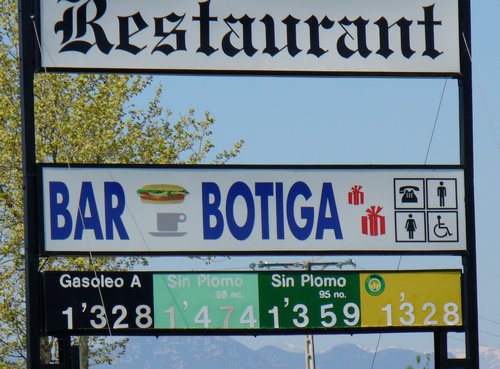 Restaurant
BAR BOTIGA
Gasoleo A
1'328
Sin Plomo
98 no.
1'474
Sin Plomo
95 no.
1'359
1'328